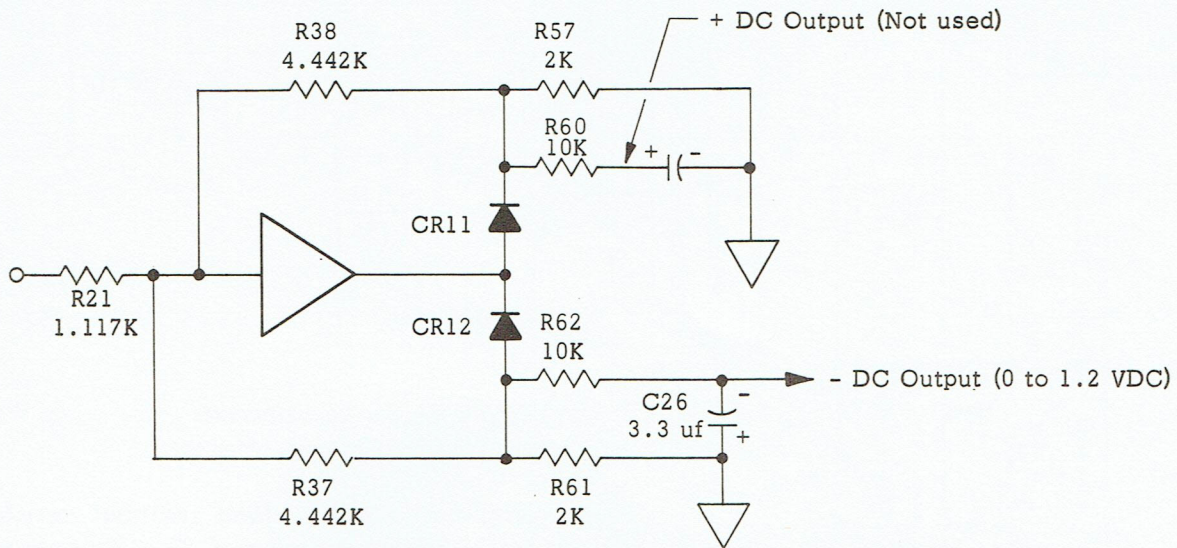 + DC Output (Not used)
R38
4.442K
R57
2K
R60
10K
+ -
CR11
R21
1.117K
CR12
R62
10K
- DC Output (0 to 1.2 VDC)
C26
3.3 uf
-
+
R37
4.442K
R61
2K